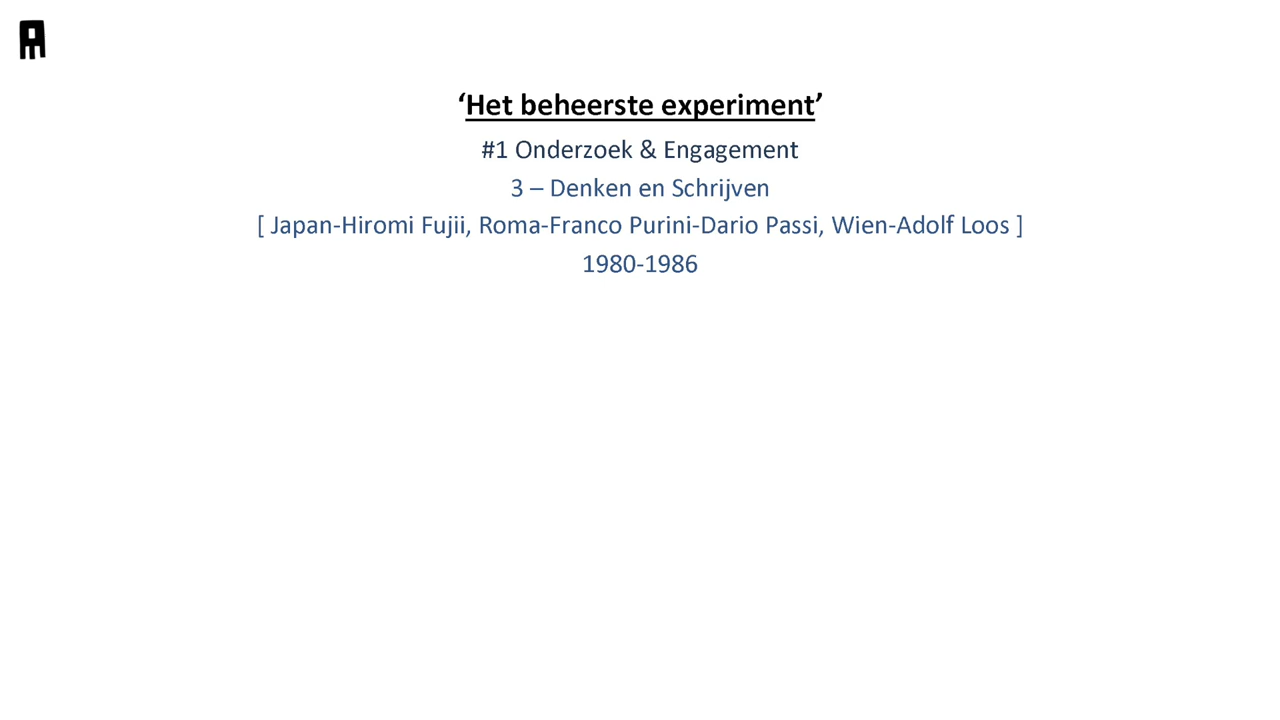 ‘Het beheerste experiment’
#1 Onderzoek & Engagement
3 – Denken en Schrijven
[ Japan-Hiromi Fujii, Roma-Franco Purini-Dario Passi, Wien-Adolf Loos ]
1980-1986